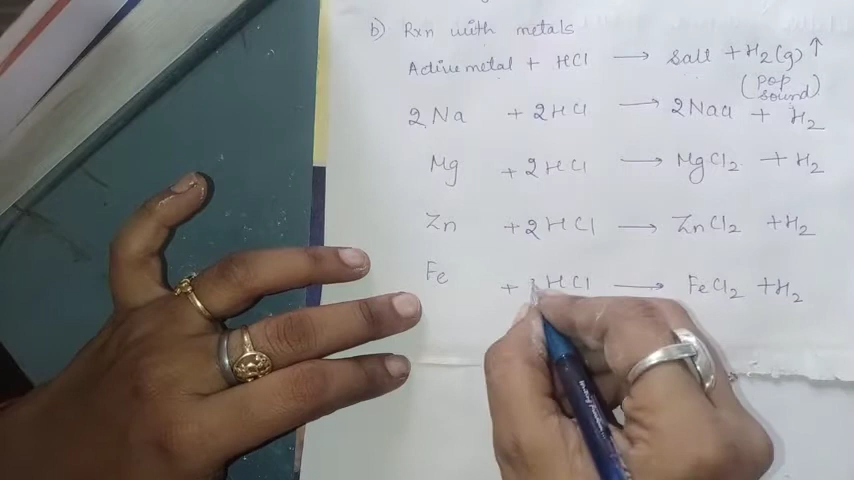 b) Rxn with metals
Active metal + HCl → Salt + H₂(g) ↑
(pop sound)
2Na + 2HCl → 2NaCl + H₂
Mg + 2HCl → MgCl₂ + H₂
Zn + 2HCl → ZnCl₂ + H₂
Fe + 2HCl → FeCl₂ + H₂